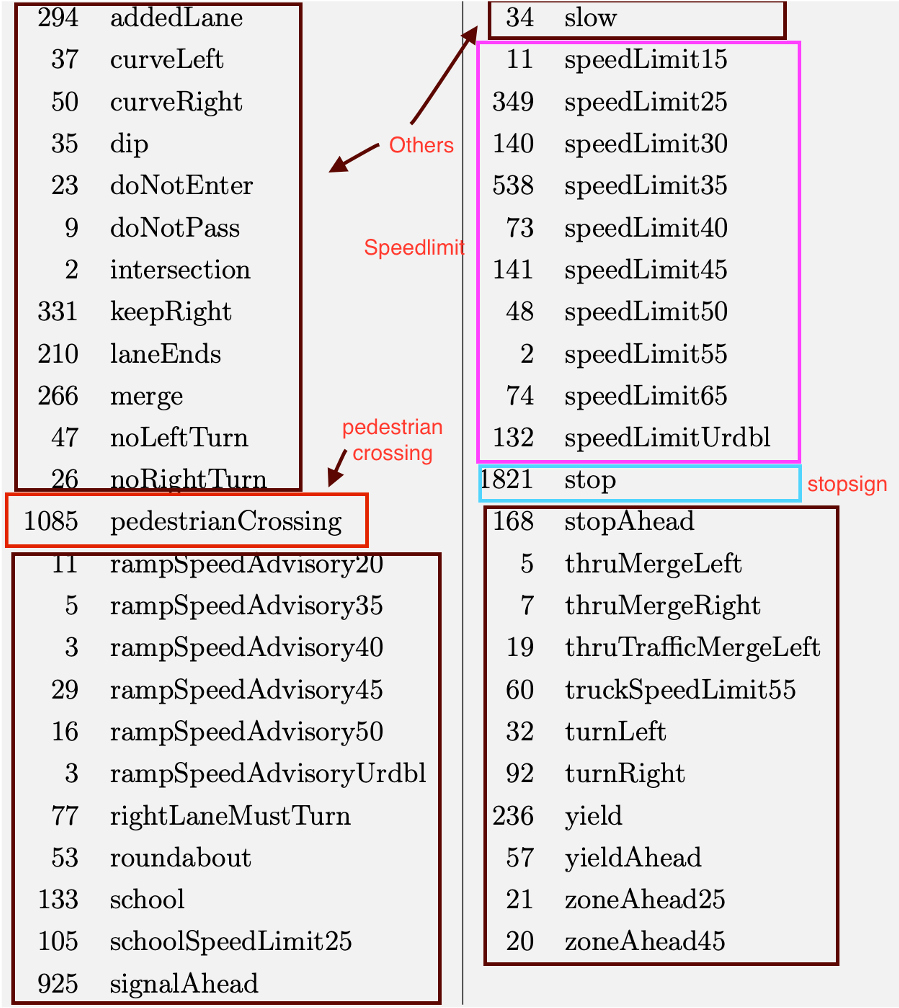 294 addedLane
37 curveLeft
50 curveRight
35 dip
23 doNotEnter
9 doNotPass
2 intersection
331 keepRight
210 laneEnds
266 merge
47 noLeftTurn
26 noRightTurn
1085 pedestrianCrossing
11 rampSpeedAdvisory20
5 rampSpeedAdvisory35
3 rampSpeedAdvisory40
29 rampSpeedAdvisory45
16 rampSpeedAdvisory50
3 rampSpeedAdvisoryUrdbl
77 rightLaneMustTurn
53 roundabout
133 school
105 schoolSpeedLimit25
925 signalAhead
Others
Speedlimit
pedestrian
crossing
34 slow
11 speedLimit15
349 speedLimit25
140 speedLimit30
538 speedLimit35
73 speedLimit40
141 speedLimit45
48 speedLimit50
2 speedLimit55
74 speedLimit65
132 speedLimitUrdbl
1821 stop
stopsign
168 stopAhead
5 thruMergeLeft
7 thruMergeRight
19 thruTrafficMergeLeft
60 truckSpeedLimit55
32 turnLeft
92 turnRight
236 yield
57 yieldAhead
21 zoneAhead25
20 zoneAhead45